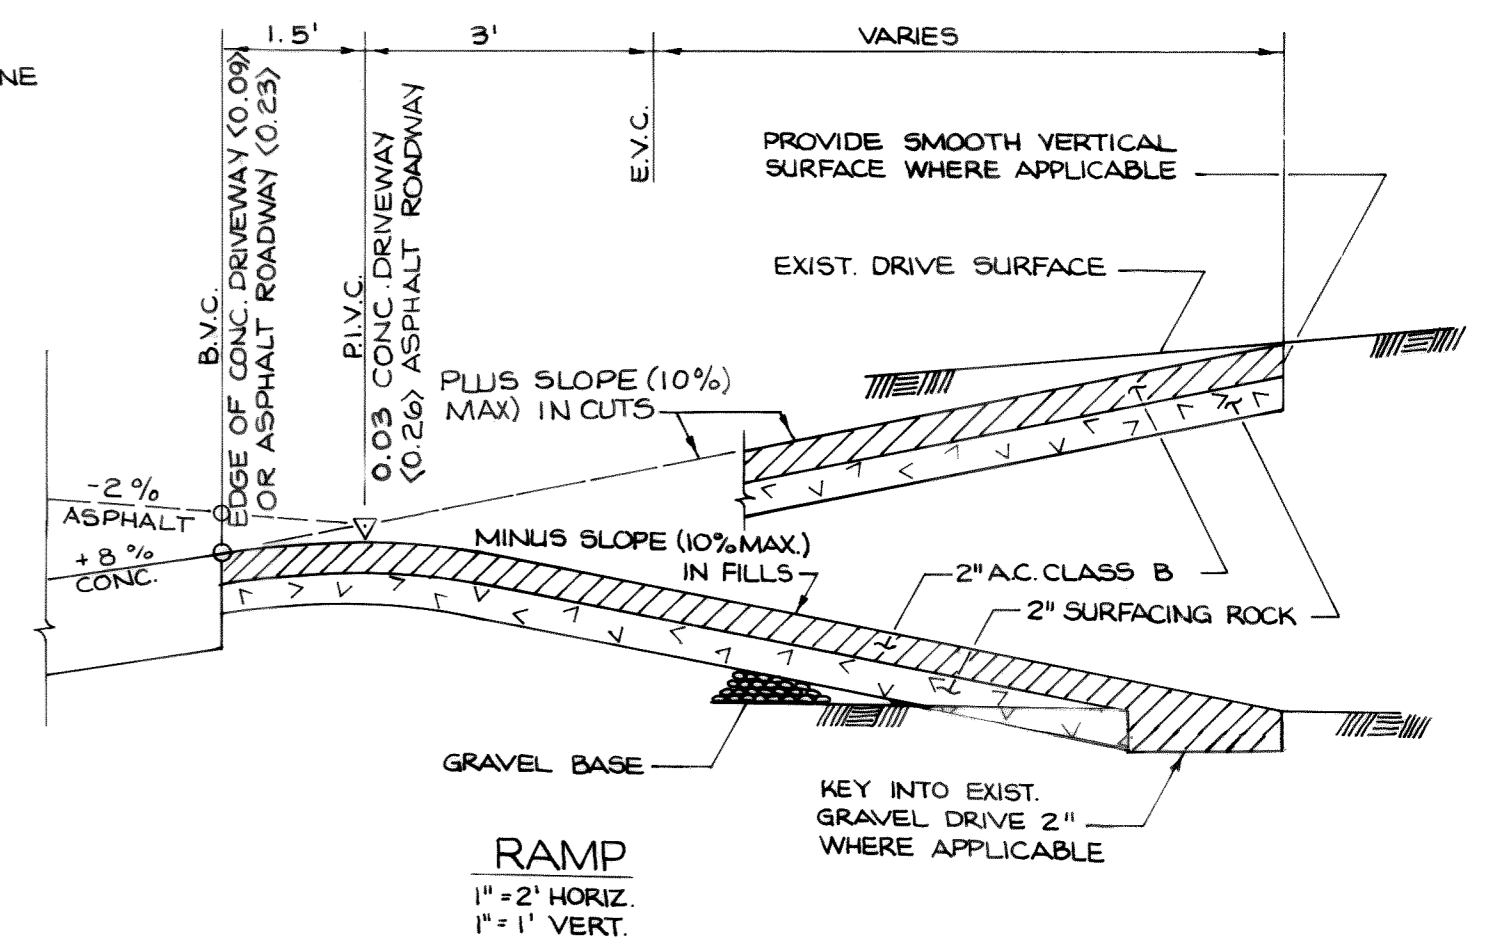 NE
1.5'
3'
VARIES
B.V.C.
EDGE OF CONC. DRIVEWAY <0.09>
OR ASPHALT ROADWAY <0.23>
P.I.V.C.
0.03 CONC. DRIVEWAY
<0.26> ASPHALT ROADWAY
E.V.C.
PROVIDE SMOOTH VERTICAL
SURFACE WHERE APPLICABLE
EXIST. DRIVE SURFACE
PLUS SLOPE (10%)
MAX) IN CUTS
-2%
ASPHALT
+8%
CONC.
MINUS SLOPE (10% MAX.)
IN FILLS
2" A.C. CLASS B
2" SURFACING ROCK
GRAVEL BASE
KEY INTO EXIST.
GRAVEL DRIVE 2"
WHERE APPLICABLE
RAMP
1" = 2' HORIZ.
1" = 1' VERT.